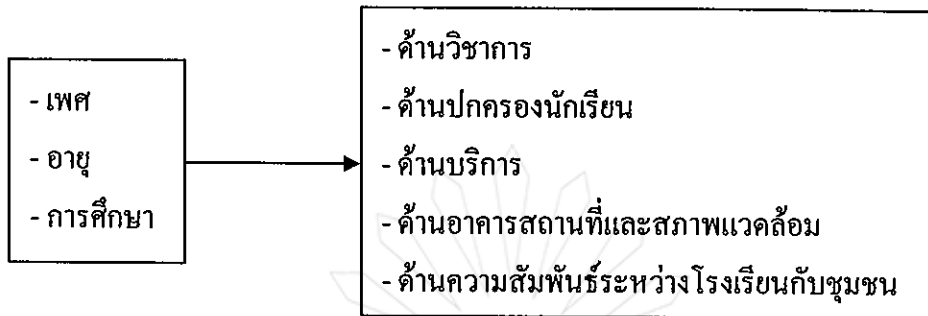 - เพศ
- อายุ
- การศึกษา
- ด้านวิชาการ
- ด้านปกครองนักเรียน
- ด้านบริการ
- ด้านอาคารสถานที่และสภาพแวดล้อม
- ด้านความสัมพันธ์ระหว่างโรงเรียนกับชุมชน